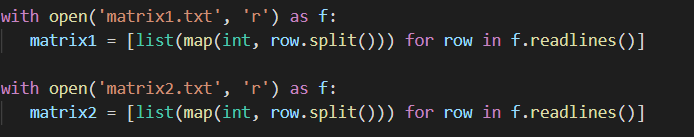 with open('matrix1.txt', 'r') as f:
    matrix1 = [list(map(int, row.split())) for row in f.readlines()]
with open('matrix2.txt', 'r') as f:
    matrix2 = [list(map(int, row.split())) for row in f.readlines()]